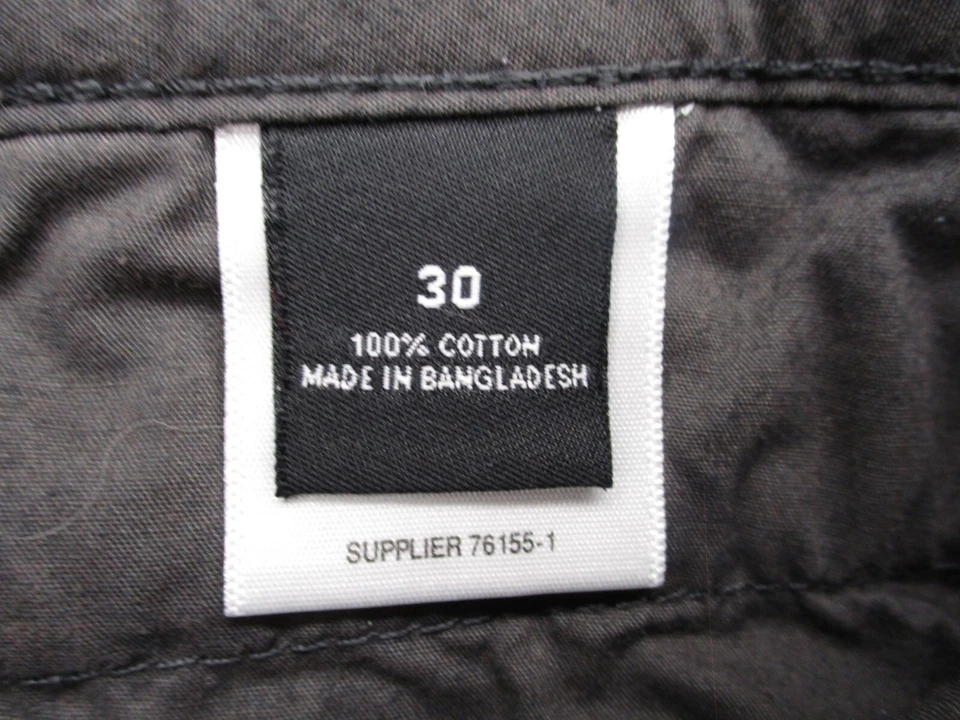 30
100% COTTON
MADE IN BANGLADESH
SUPPLIER 76155-1